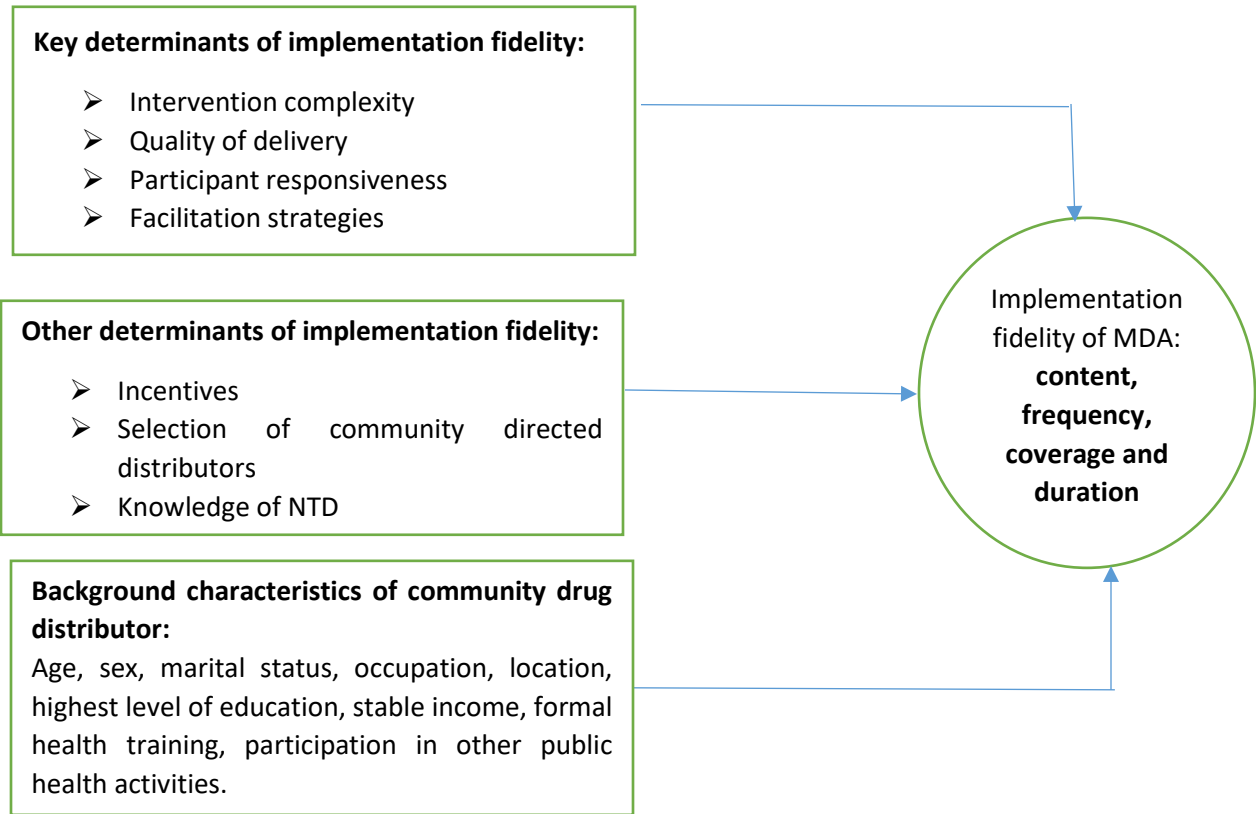 Key determinants of implementation fidelity:
➢ Intervention complexity
➢ Quality of delivery
➢ Participant responsiveness
➢ Facilitation strategies
Other determinants of implementation fidelity:
➢ Incentives
➢ Selection of community directed
distributors
➢ Knowledge of NTD
Background characteristics of community drug
distributor:
Age, sex, marital status, occupation, location,
highest level of education, stable income, formal
health training, participation in other public
health activities.
Implementation
fidelity of MDA:
content,
frequency,
coverage and
duration